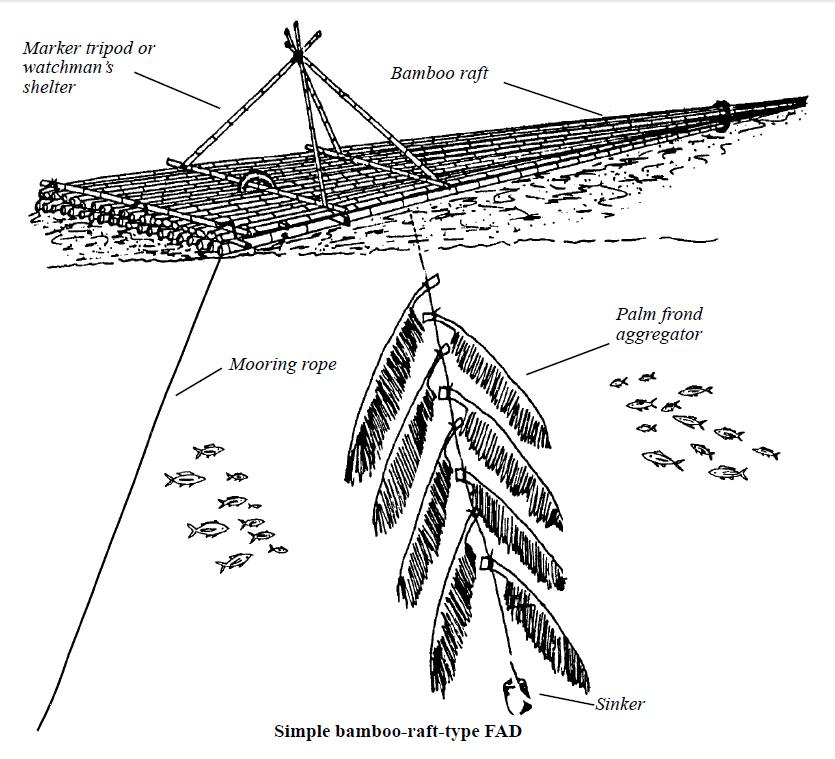 Marker tripod or
watchman's
shelter
Bamboo raft
Palm frond
aggregator
Mooring rope
Sinker
Simple bamboo-raft-type FAD